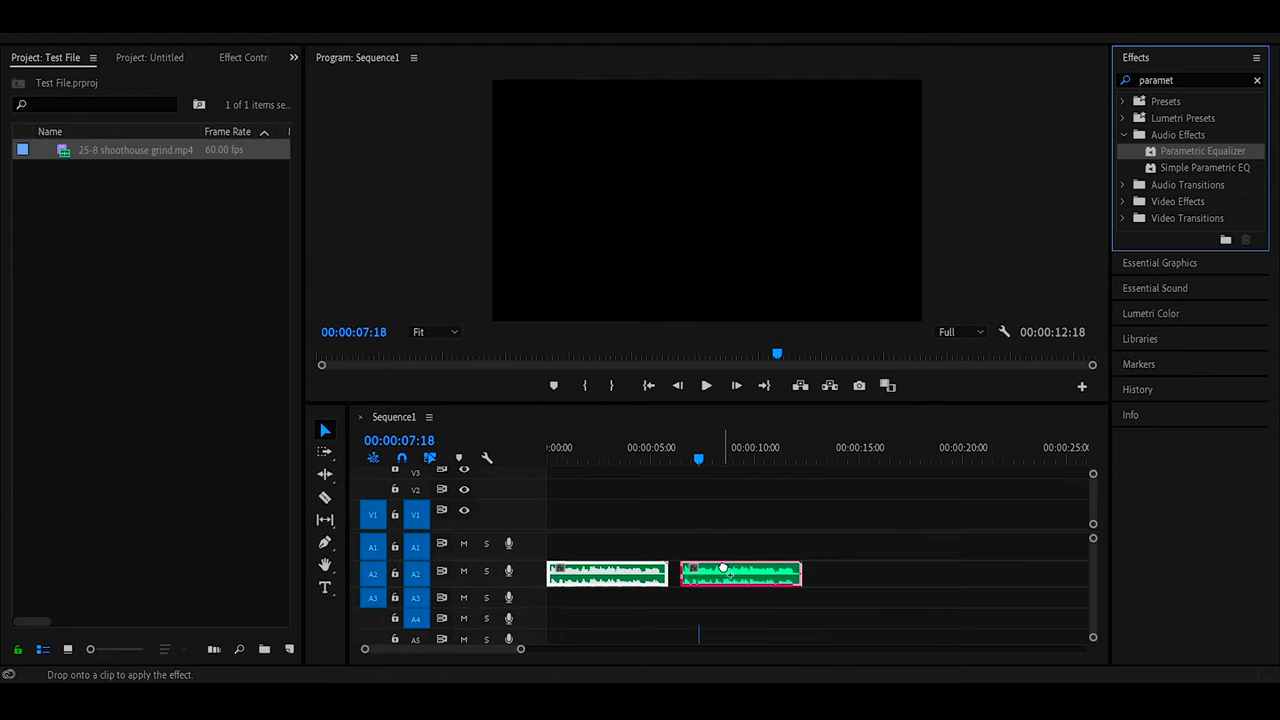 Project: Test File
Project: Untitled
Effect Contr
Test File.prproj
1 of 1 items se...
Name
Frame Rate
25-8 shoothouse grind.mp4
60.00 fps
Program: Sequence1
00:00:07:18
Fit
Full
00:00:12:18
Effects
paramet
Presets
Lumetri Presets
Audio Effects
Parametric Equalizer
Simple Parametric EQ
Audio Transitions
Video Effects
Video Transitions
Essential Graphics
Essential Sound
Lumetri Color
Libraries
Markers
History
Info
× Sequence1
00:00:07:18
:00:00
00:00:05:00
00:00:10:00
00:00:15:00
00:00:20:00
00:00:25:0
V3
V2
V1 V1
A1 A1 M S
A2 A2 M S
fx
fx
A3 A3 M S
A4 M S
A5 M S
T
Drop onto a clip to apply the effect.